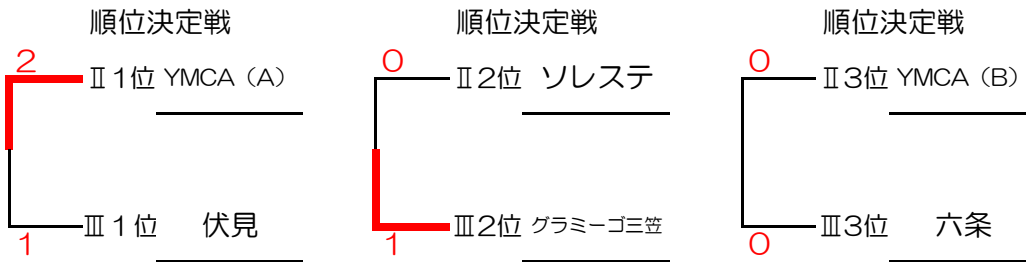 順位決定戦
2
Ⅱ1位 YMCA（A）
Ⅲ1位 伏見
1
順位決定戦
0
Ⅱ2位 ソレステ
Ⅲ2位 グラミーゴ三笠
1
順位決定戦
0
Ⅱ3位 YMCA（B）
Ⅲ3位 六条
0